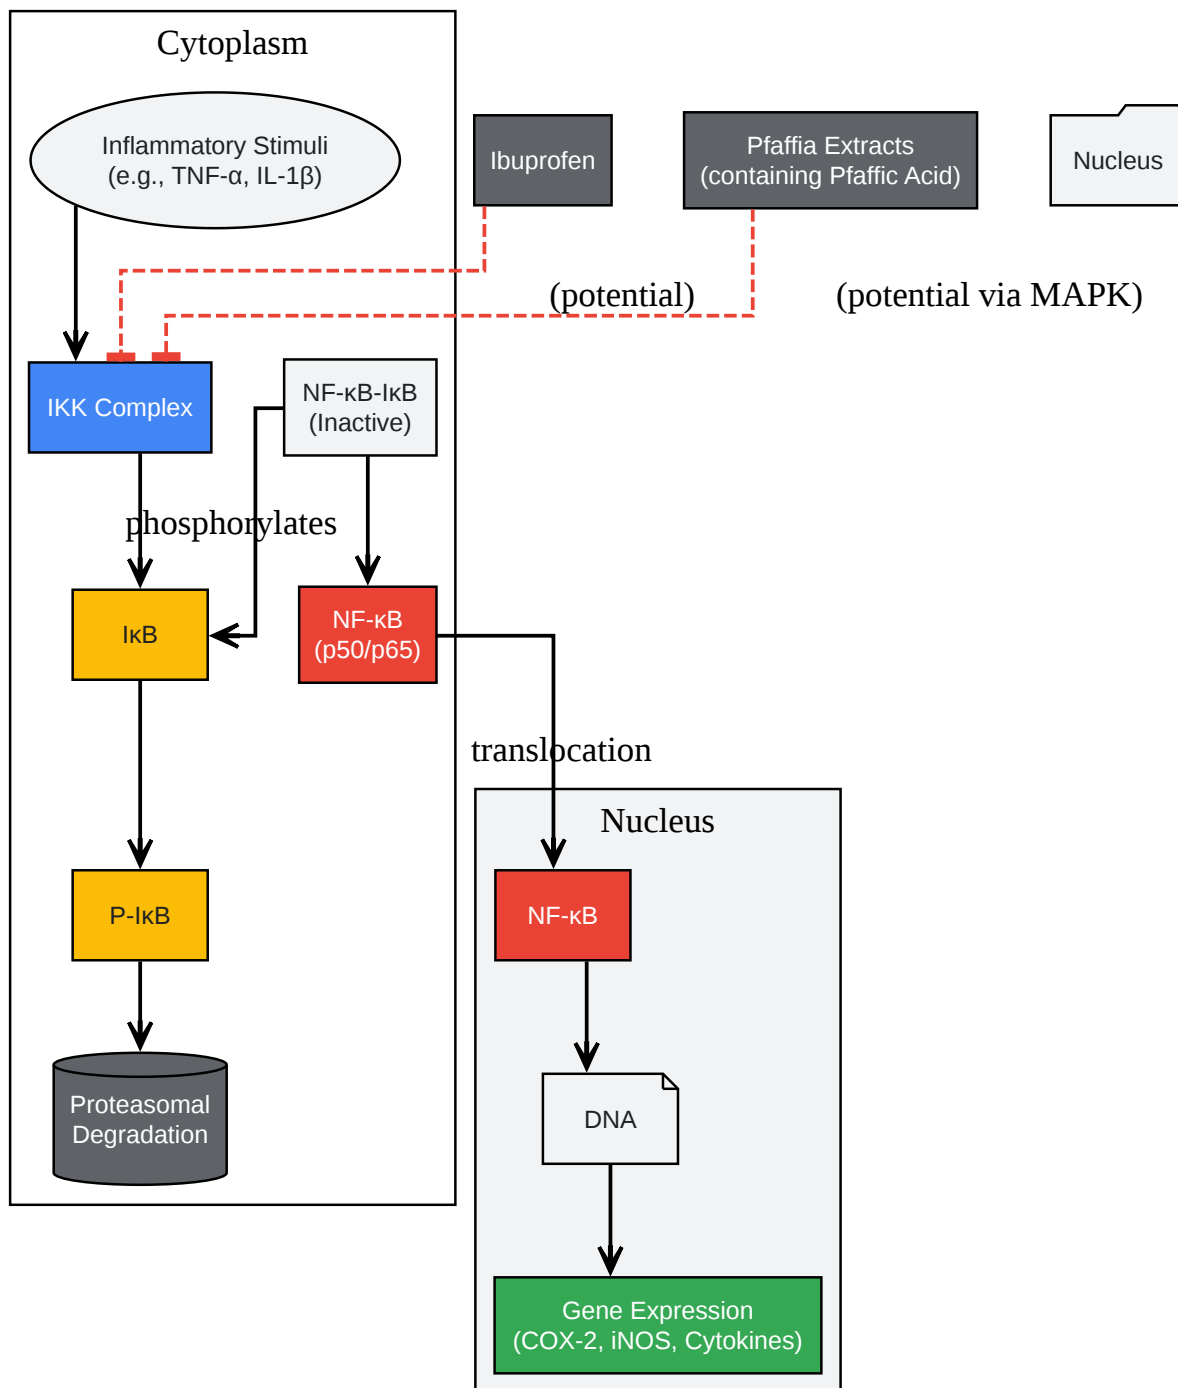 Cytoplasm
Inflammatory Stimuli
(e.g., TNF-α, IL-1β)
Ibuprofen
Pfaffia Extracts
(containing Pfaffic Acid)
Nucleus
(potential)
(potential via MAPK)
IKK Complex
NF-κB-IκB
(Inactive)
phosphorylates
IκB
NF-κB
(p50/p65)
translocation
Nucleus
P-IκB
NF-κB
Proteasomal
Degradation
DNA
Gene Expression
(COX-2, iNOS, Cytokines)